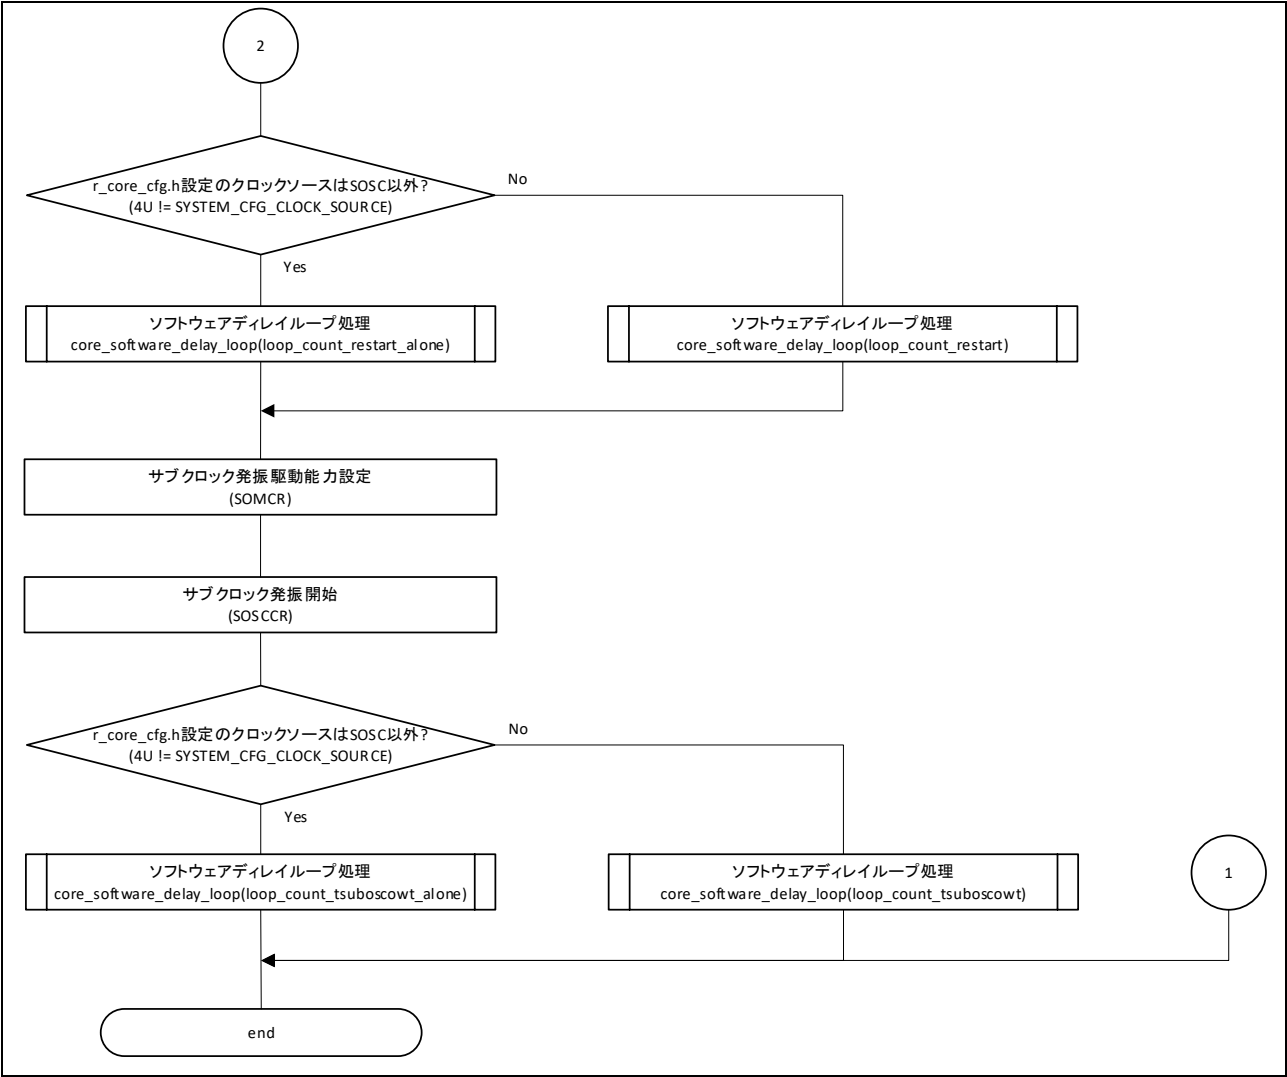 2
r_core_cfg.h設定のクロックソースはSOSC以外?
(4U != SYSTEM_CFG_CLOCK_SOURCE)
No
Yes
ソフトウェアディレイループ処理
core_software_delay_loop(loop_count_restart_alone)
ソフトウェアディレイループ処理
core_software_delay_loop(loop_count_restart)
サブクロック発振駆動能力設定
(SOMCR)
サブクロック発振開始
(SOSCCR)
r_core_cfg.h設定のクロックソースはSOSC以外?
(4U != SYSTEM_CFG_CLOCK_SOURCE)
No
Yes
ソフトウェアディレイループ処理
core_software_delay_loop(loop_count_tsuboscowt_alone)
ソフトウェアディレイループ処理
core_software_delay_loop(loop_count_tsuboscowt)
1
end